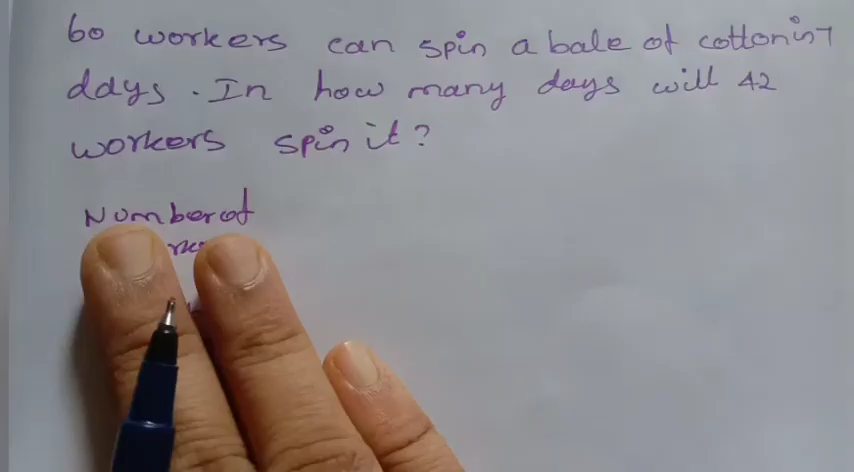 60 workers can spin a bale of cotton in 7
days. In how many days will 42
workers spin it?
Number of